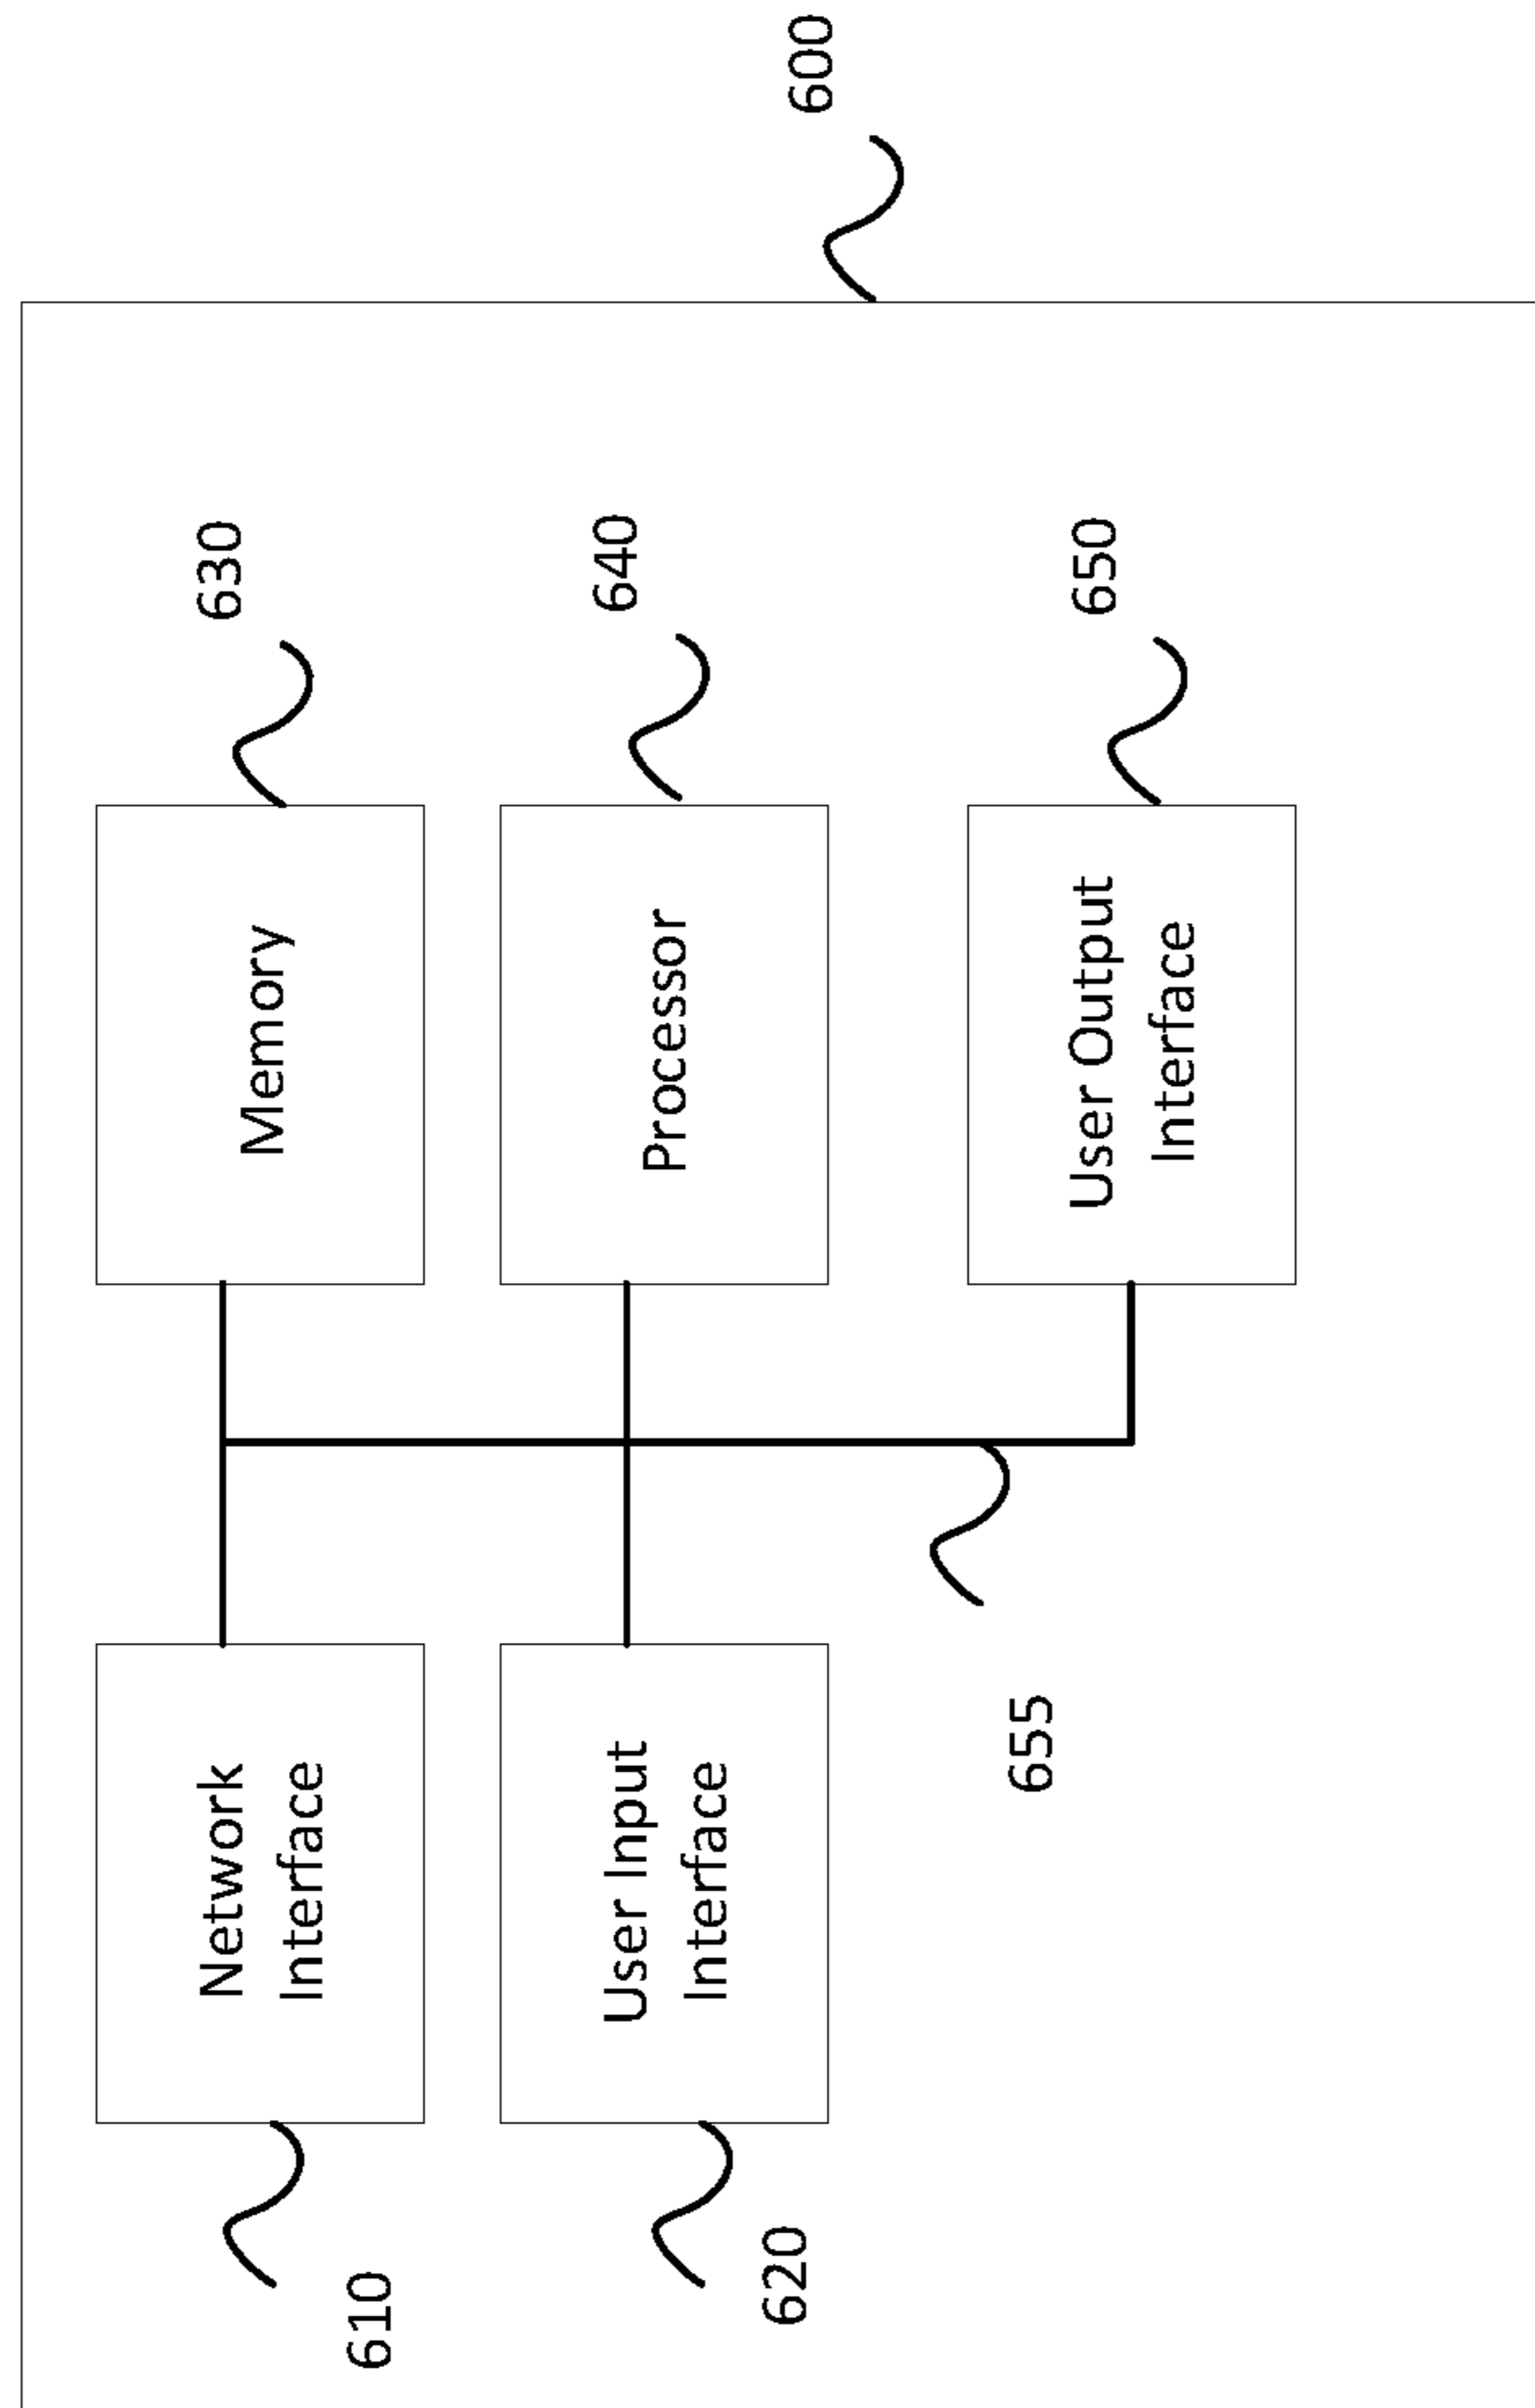 610
Network
Interface
Memory
630
620
User Input
Interface
Processor
640
655
User Output
Interface
650
600